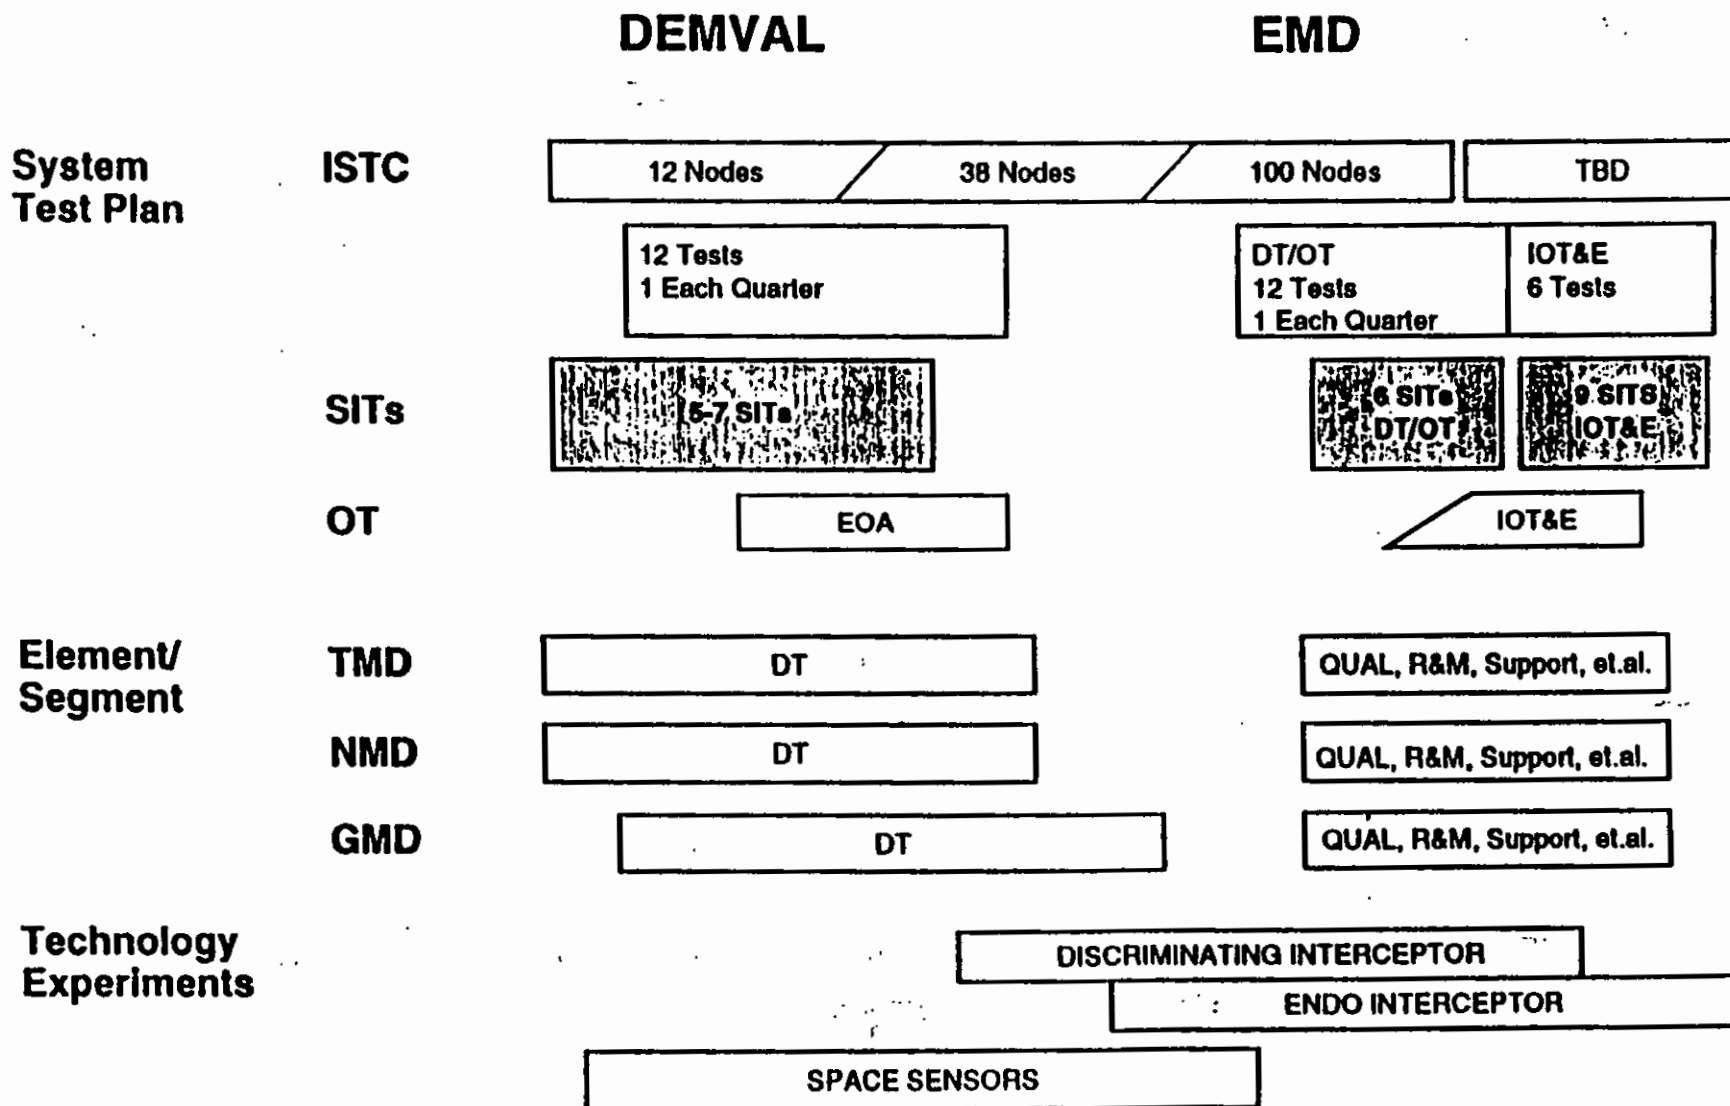 DEMVAL EMD
System
Test Plan
ISTC
12 Nodes
38 Nodes
100 Nodes
TBD
12 Tests
1 Each Quarter
DT/OT
12 Tests
1 Each Quarter
IOT&E
6 Tests
SITs
5-7 SITs
6 SITs
DT/OT
9 SITS
IOT&E
OT
EOA
IOT&E
Element/
Segment
TMD
DT
QUAL, R&M, Support, et.al.
NMD
DT
QUAL, R&M, Support, et.al.
GMD
DT
QUAL, R&M, Support, et.al.
Technology
Experiments
DISCRIMINATING INTERCEPTOR
ENDO INTERCEPTOR
SPACE SENSORS